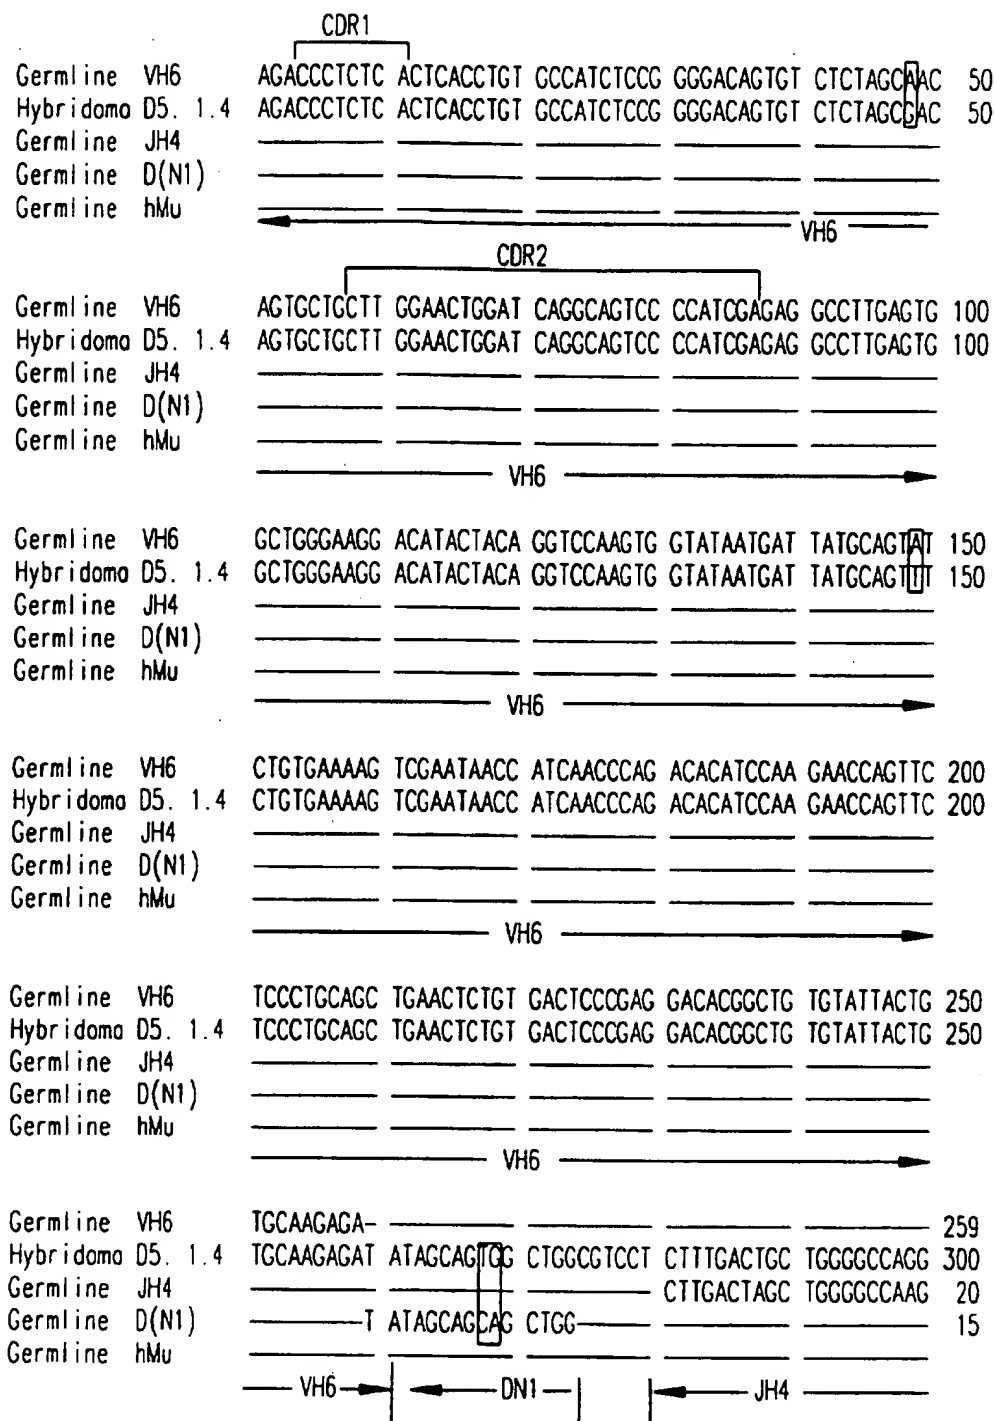 CDR1
Germline VH6 AGACCCTCTC ACTCACCTGT GCCATCTCCG GGGACAGTGT CTCTAGCAAC 50
Hybridoma D5. 1.4 AGACCCTCTC ACTCACCTGT GCCATCTCCG GGGACAGTGT CTCTAGCGAC 50
Germline JH4
Germline D(N1)
Germline hMu
VH6
CDR2
Germline VH6 AGTGCTGCTT GGAACTGGAT CAGGCAGTCC CCATCGAGAG GCCTTGAGTG 100
Hybridoma D5. 1.4 AGTGCTGCTT GGAACTGGAT CAGGCAGTCC CCATCGAGAG GCCTTGAGTG 100
Germline JH4
Germline D(N1)
Germline hMu
VH6
Germline VH6 GCTGGGAAGG ACATACTACA GGTCCAAGTG GTATAATGAT TATGCAGTAT 150
Hybridoma D5. 1.4 GCTGGGAAGG ACATACTACA GGTCCAAGTG GTATAATGAT TATGCAGTTT 150
Germline JH4
Germline D(N1)
Germline hMu
VH6
Germline VH6 CTGTGAAAAG TCGAATAACC ATCAACCCAG ACACATCCAA GAACCAGTTC 200
Hybridoma D5. 1.4 CTGTGAAAAG TCGAATAACC ATCAACCCAG ACACATCCAA GAACCAGTTC 200
Germline JH4
Germline D(N1)
Germline hMu
VH6
Germline VH6 TCCCTGCAGC TGAACTCTGT GACTCCCGAG GACACGGCTG TGTATTACTG 250
Hybridoma D5. 1.4 TCCCTGCAGC TGAACTCTGT GACTCCCGAG GACACGGCTG TGTATTACTG 250
Germline JH4
Germline D(N1)
Germline hMu
VH6
Germline VH6 TGCAAGAGA- 259
Hybridoma D5. 1.4 TGCAAGAGAT ATAGCAGTGG CTGGCGTCCT CTTTGACTGC TGGGGCCAGG 300
Germline JH4 CTTGACTAGC TGGGGCCAAG 20
Germline D(N1) T ATAGCAGCAG CTGG 15
Germline hMu
VH6 DN1 JH4